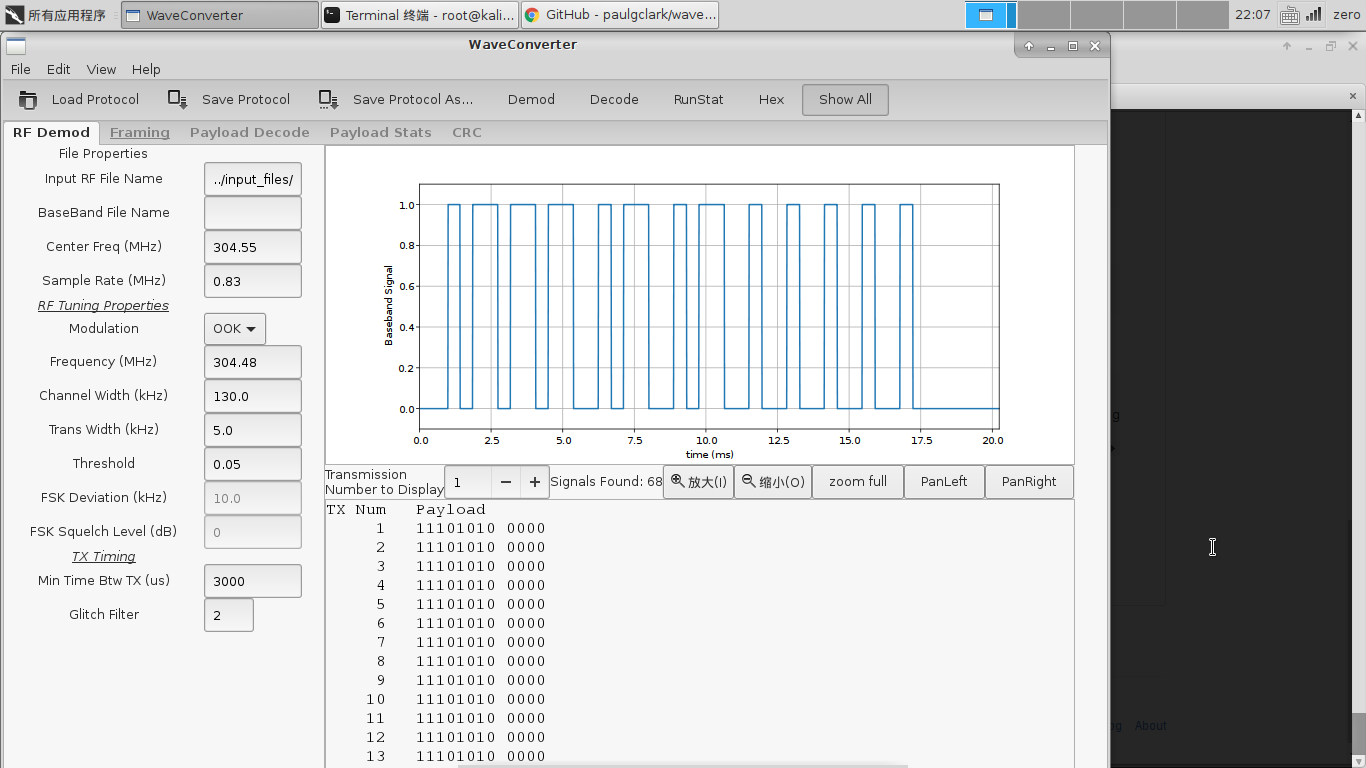 所有应用程序 WaveConverter Terminal 终端 - root@kali... GitHub - paulgclark/wave... 22:07 zero
WaveConverter
File Edit View Help
Load Protocol Save Protocol Save Protocol As... Demod Decode RunStat Hex Show All
RF Demod Framing Payload Decode Payload Stats CRC
File Properties
Input RF File Name ../input_files/
BaseBand File Name
Center Freq (MHz) 304.55
Sample Rate (MHz) 0.83
RF Tuning Properties
Modulation OOK
Frequency (MHz) 304.48
Channel Width (kHz) 130.0
Trans Width (kHz) 5.0
Threshold 0.05
FSK Deviation (kHz) 10.0
FSK Squelch Level (dB) 0
TX Timing
Min Time Btw TX (us) 3000
Glitch Filter 2
1.0
0.8
0.6
0.4
0.2
0.0
Baseband Signal
0.0 2.5 5.0 7.5 10.0 12.5 15.0 17.5 20.0
time (ms)
Transmission
Number to Display 1 − + Signals Found: 68 放大(I) 缩小(O) zoom full PanLeft PanRight
TX Num Payload
1 11101010 0000
2 11101010 0000
3 11101010 0000
4 11101010 0000
5 11101010 0000
6 11101010 0000
7 11101010 0000
8 11101010 0000
9 11101010 0000
10 11101010 0000
11 11101010 0000
12 11101010 0000
13 11101010 0000
About